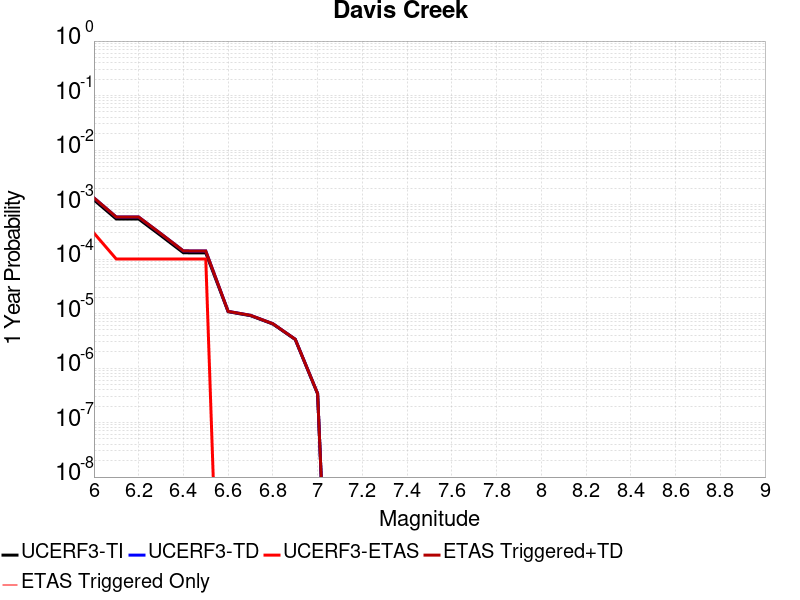 Davis Creek
1 Year Probability
10^0
10^-1
10^-2
10^-3
10^-4
10^-5
10^-6
10^-7
10^-8
6 6.2 6.4 6.6 6.8 7 7.2 7.4 7.6 7.8 8 8.2 8.4 8.6 8.8 9
Magnitude
UCERF3-TI UCERF3-TD UCERF3-ETAS ETAS Triggered+TD
ETAS Triggered Only